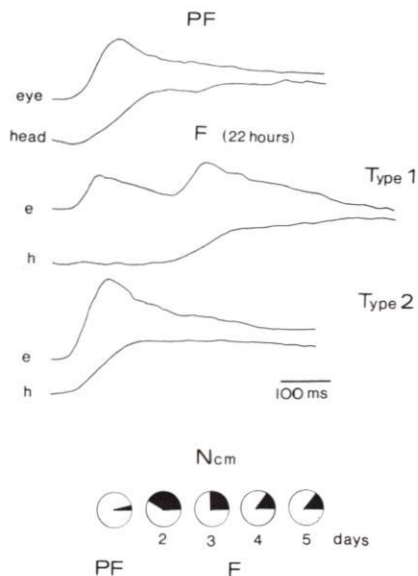 PF
eye
head
F (22 hours)
Type 1
e
h
Type 2
e
h
100 ms
Ncm
2 3 4 5 days
PF F